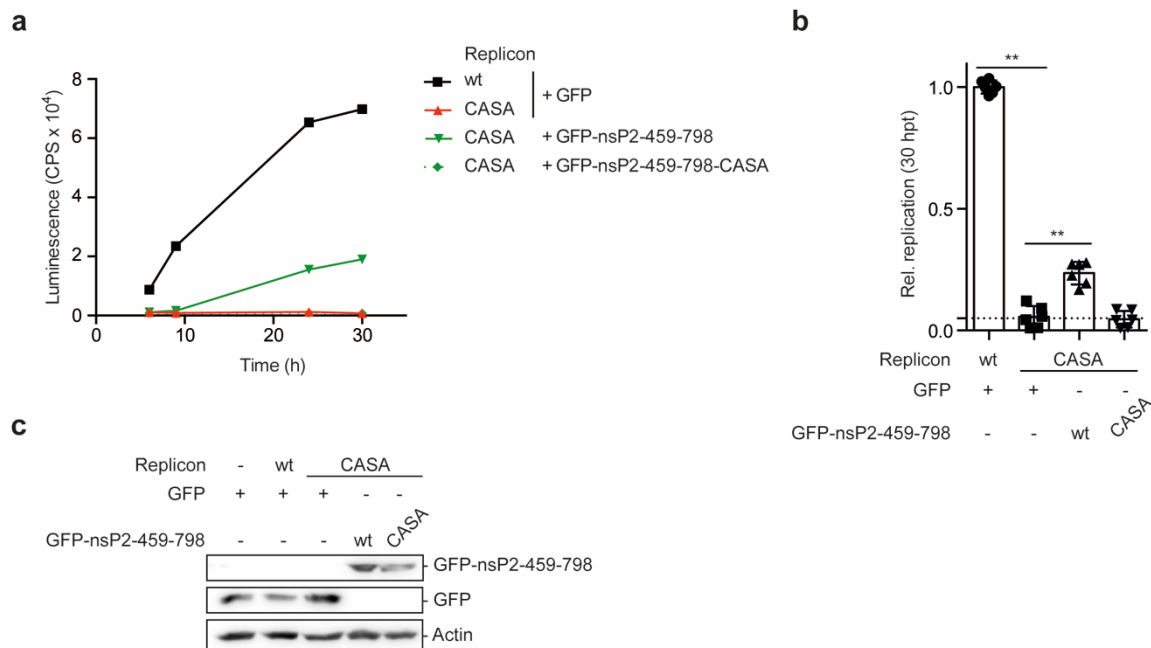 a
Replicon
wt
CASA
+ GFP
CASA + GFP-nsP2-459-798
CASA + GFP-nsP2-459-798-CASA
Luminescence (CPS x 10⁴)
8
6
4
2
0
0 10 20 30
Time (h)
b
**
**
Rel. replication (30 hpt)
1.0
0.5
0.0
Replicon wt CASA
GFP + + - -
GFP-nsP2-459-798 - - wt CASA
c
Replicon - wt CASA
GFP + + + - -
GFP-nsP2-459-798 - - - wt CASA
GFP-nsP2-459-798
GFP
Actin